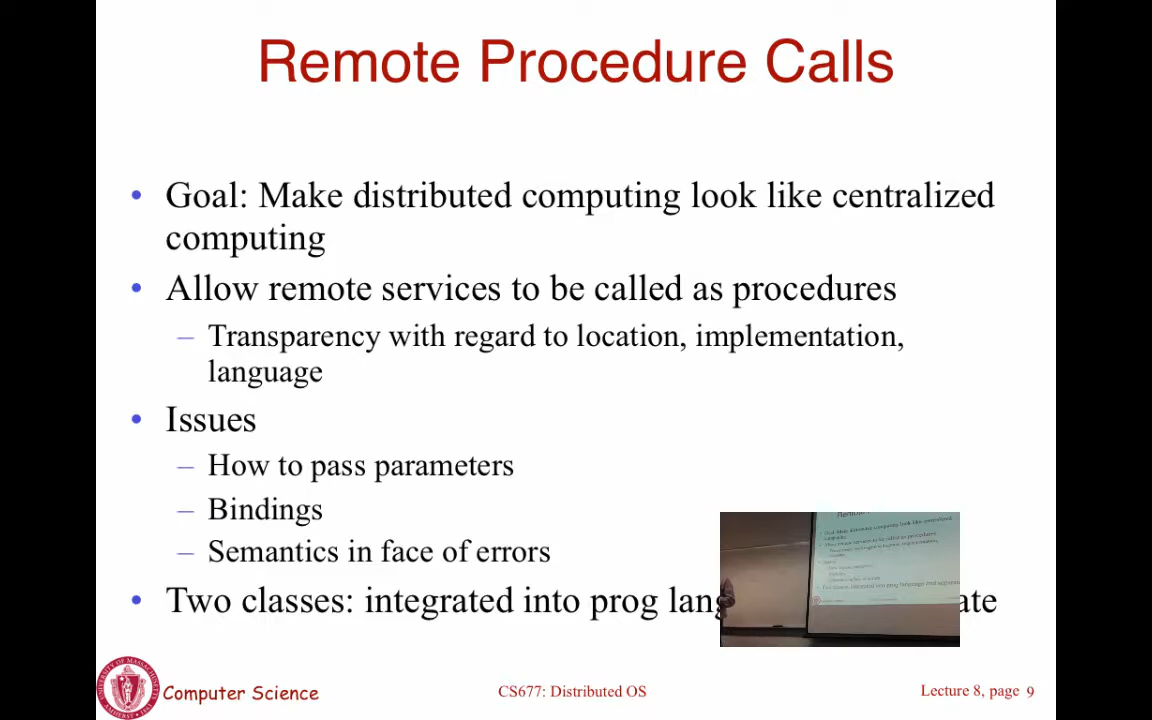 Remote Procedure Calls
• Goal: Make distributed computing look like centralized
computing
• Allow remote services to be called as procedures
– Transparency with regard to location, implementation,
language
• Issues
– How to pass parameters
– Bindings
– Semantics in face of errors
• Two classes: integrated into prog lang
Computer Science
CS677: Distributed OS
Lecture 8, page 9